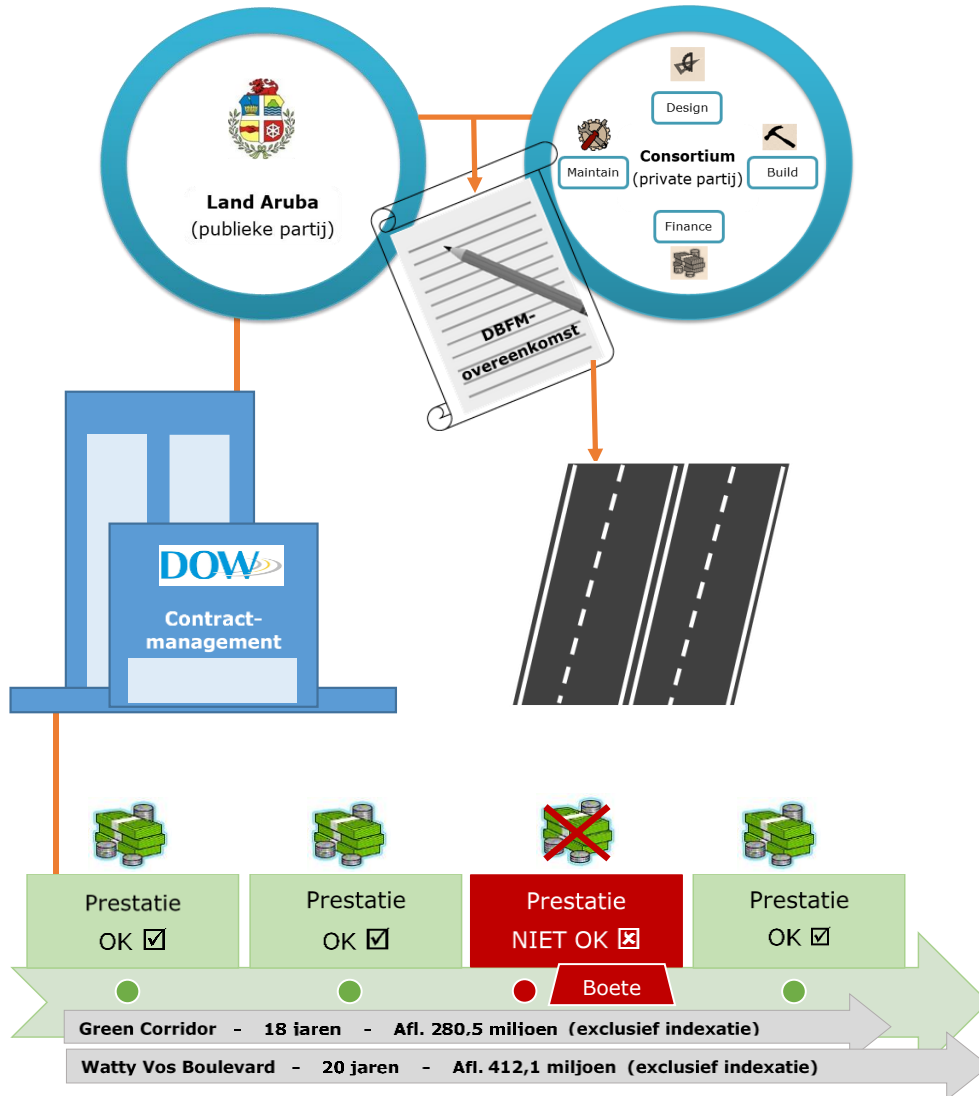 Land Aruba
(publieke partij)
Design
Maintain
Consortium
(private partij)
Build
Finance
DBFM-
overeenkomst
DOW
Contract-
management
Prestatie
OK ☑
Prestatie
OK ☑
Prestatie
NIET OK ☒
Prestatie
OK ☑
Boete
Green Corridor - 18 jaren - Afl. 280,5 miljoen (exclusief indexatie)
Watty Vos Boulevard - 20 jaren - Afl. 412,1 miljoen (exclusief indexatie)